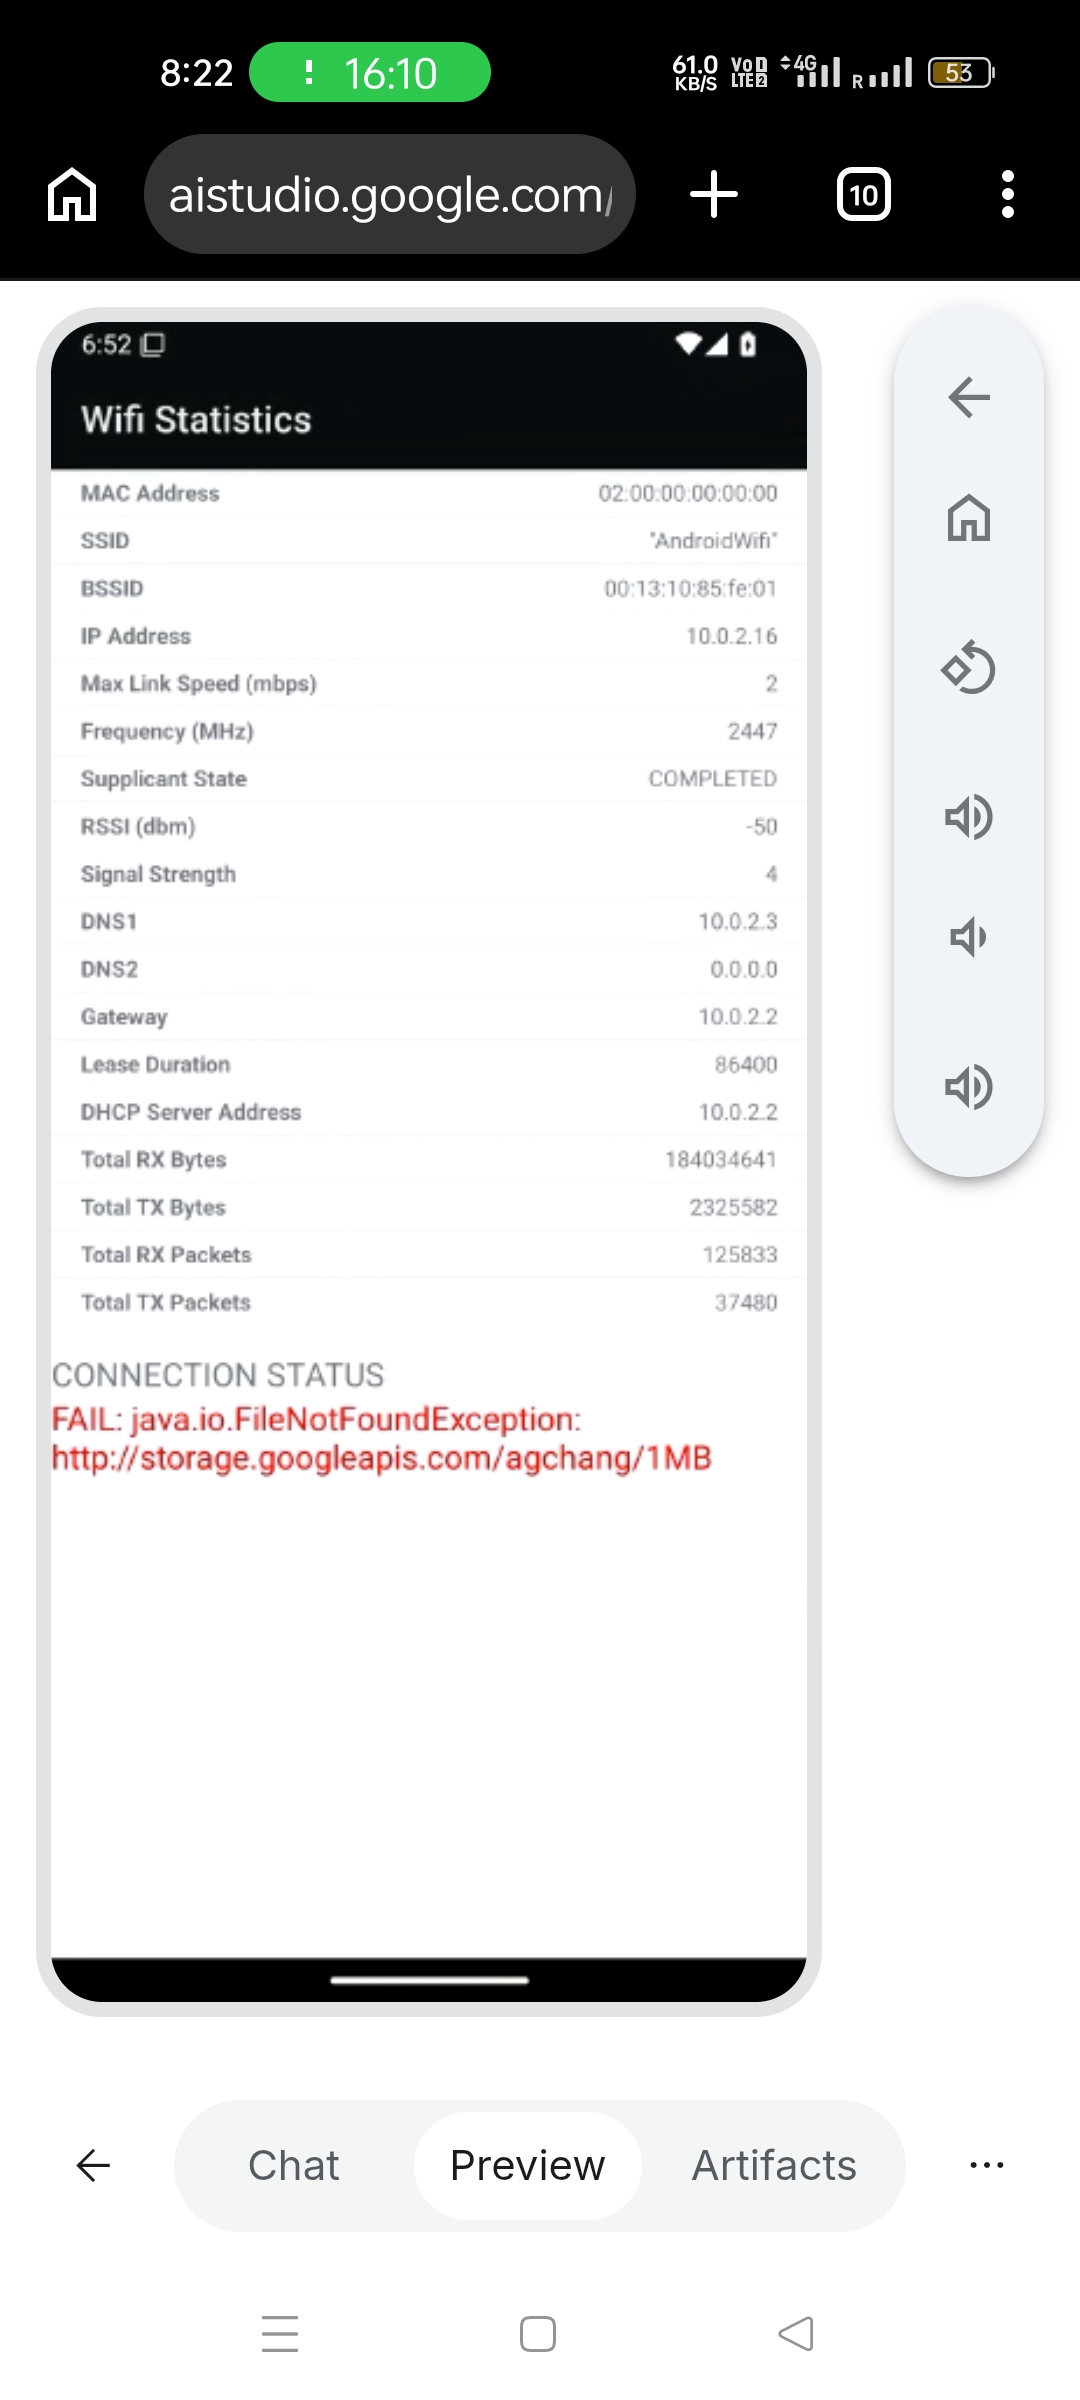 8:22
16:10
61.0
KB/S
Vo 1
LTE 2
4G
R
53
aistudio.google.com/
10
6:52
Wifi Statistics
MAC Address 02:00:00:00:00:00
SSID "AndroidWifi"
BSSID 00:13:10:85:fe:01
IP Address 10.0.2.16
Max Link Speed (mbps) 2
Frequency (MHz) 2447
Supplicant State COMPLETED
RSSI (dbm) -50
Signal Strength 4
DNS1 10.0.2.3
DNS2 0.0.0.0
Gateway 10.0.2.2
Lease Duration 86400
DHCP Server Address 10.0.2.2
Total RX Bytes 184034641
Total TX Bytes 2325582
Total RX Packets 125833
Total TX Packets 37480
CONNECTION STATUS
FAIL: java.io.FileNotFoundException:
http://storage.googleapis.com/agchang/1MB
Chat
Preview
Artifacts